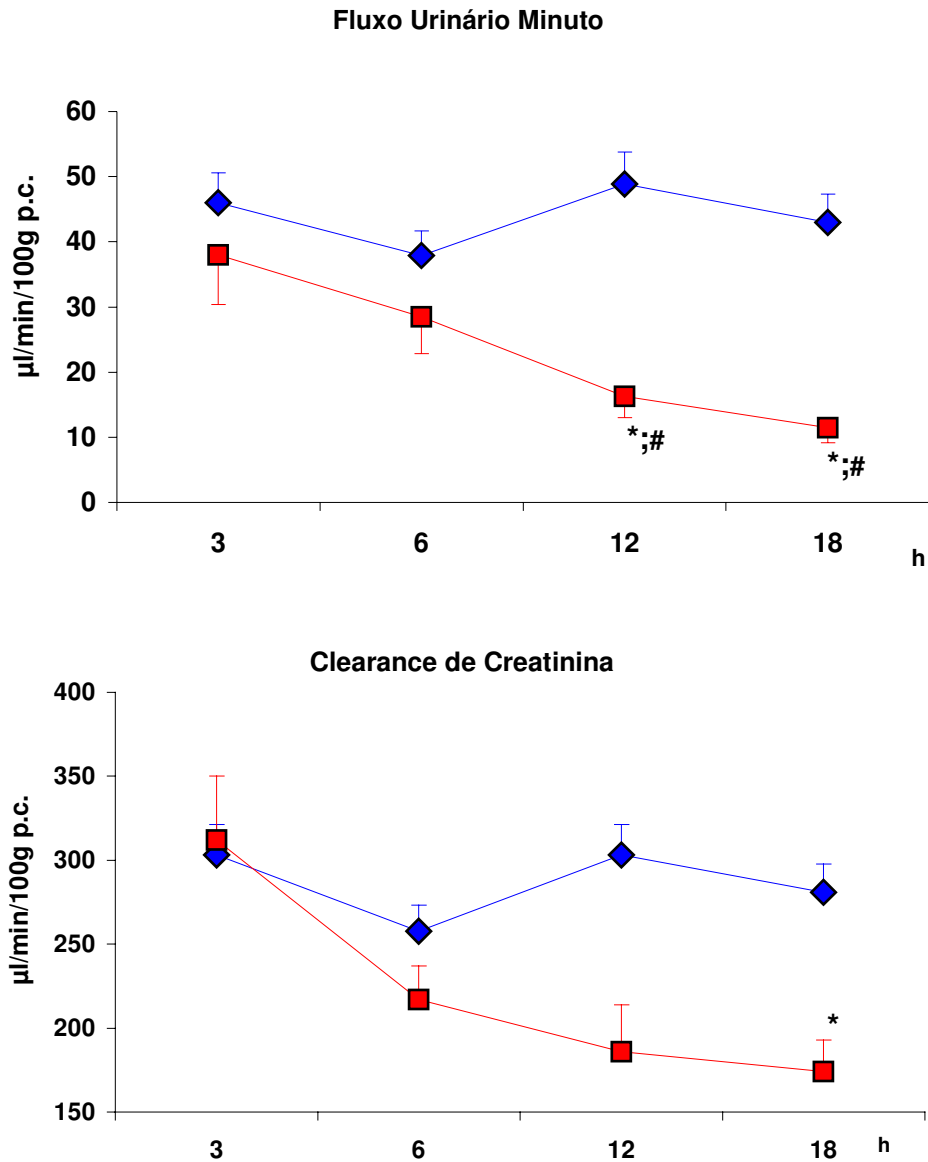 Fluxo Urinário Minuto
µl/min/100g p.c.
60
50
40
30
20
10
0
*;#
*;#
3 6 12 18
h
Clearance de Creatinina
µl/min/100g p.c.
400
350
300
250
200
150
*
3 6 12 18 h